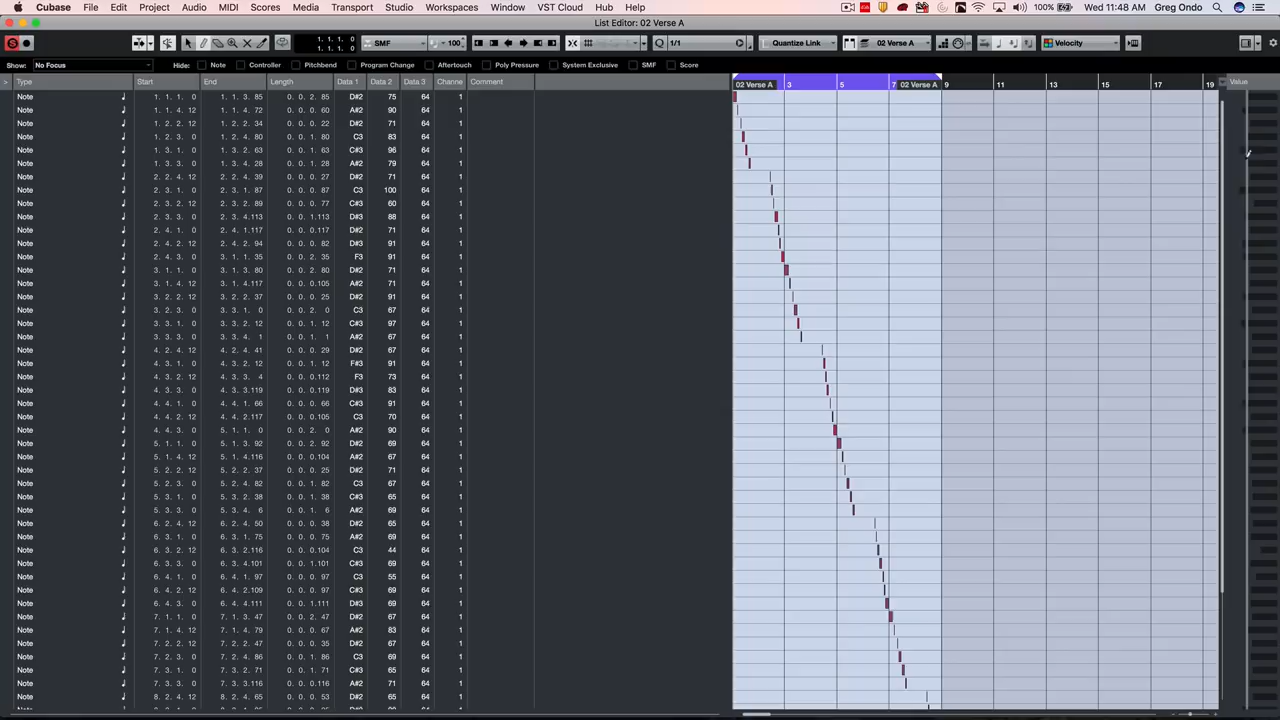 Cubase File Edit Project Audio MIDI Scores Media Transport Studio Workspaces Window VST Cloud Hub Help 100% Wed 11:48 AM Greg Ondo
List Editor: 02 Verse A
1. 1. 1. 0
1. 1. 1. 0
SMF 100 Q 1/1 Quantize Link 02 Verse A Velocity
Show: No Focus Hide: Note Controller Pitchbend Program Change Aftertouch Poly Pressure System Exclusive SMF Score
> Type Start End Length Data 1 Data 2 Data 3 Channe Comment Value
02 Verse A 3 5 7 02 Verse A 9 11 13 15 17 19
Note 1. 1. 1. 0 1. 1. 3. 85 0. 0. 2. 85 D#2 75 64 1
Note 1. 1. 4. 12 1. 1. 4. 72 0. 0. 0. 60 A#2 90 64 1
Note 1. 2. 2. 12 1. 2. 2. 34 0. 0. 0. 22 D#2 71 64 1
Note 1. 2. 3. 0 1. 2. 4. 80 0. 0. 1. 80 C3 83 64 1
Note 1. 3. 1. 0 1. 3. 2. 63 0. 0. 1. 63 C#3 96 64 1
Note 1. 3. 3. 0 1. 3. 4. 28 0. 0. 1. 28 A#2 79 64 1
Note 2. 2. 4. 12 2. 2. 4. 39 0. 0. 0. 27 D#2 71 64 1
Note 2. 3. 1. 0 2. 3. 1. 87 0. 0. 0. 87 C3 100 64 1
Note 2. 3. 2. 12 2. 3. 2. 89 0. 0. 0. 77 C#3 60 64 1
Note 2. 3. 3. 0 2. 3. 4.113 0. 0. 1.113 D#3 88 64 1
Note 2. 4. 1. 0 2. 4. 1.117 0. 0. 0.117 D#2 71 64 1
Note 2. 4. 2. 12 2. 4. 2. 94 0. 0. 0. 82 D#3 91 64 1
Note 2. 4. 3. 0 3. 1. 1. 35 0. 0. 2. 35 F3 91 64 1
Note 3. 1. 1. 0 3. 1. 3. 80 0. 0. 2. 80 D#2 71 64 1
Note 3. 1. 4. 12 3. 1. 4.117 0. 0. 0.105 A#2 71 64 1
Note 3. 2. 2. 12 3. 2. 2. 37 0. 0. 0. 25 D#2 91 64 1
Note 3. 2. 3. 0 3. 3. 1. 0 0. 0. 2. 0 C3 67 64 1
Note 3. 3. 1. 0 3. 3. 2. 12 0. 0. 1. 12 C#3 97 64 1
Note 3. 3. 3. 0 3. 3. 4. 1 0. 0. 1. 1 A#2 67 64 1
Note 4. 2. 4. 12 4. 2. 4. 41 0. 0. 0. 29 D#2 67 64 1
Note 4. 3. 1. 0 4. 3. 2. 12 0. 0. 1. 12 F#3 91 64 1
Note 4. 3. 2. 12 4. 3. 3. 4 0. 0. 0.112 F3 73 64 1
Note 4. 3. 3. 0 4. 3. 3.119 0. 0. 0.119 D#3 83 64 1
Note 4. 4. 1. 0 4. 4. 1. 66 0. 0. 0. 66 C#3 91 64 1
Note 4. 4. 2. 12 4. 4. 2.117 0. 0. 0.105 C3 70 64 1
Note 4. 4. 3. 0 5. 1. 1. 0 0. 0. 2. 0 A#2 90 64 1
Note 5. 1. 1. 0 5. 1. 3. 92 0. 0. 2. 92 D#2 69 64 1
Note 5. 1. 4. 12 5. 1. 4.116 0. 0. 0.104 A#2 67 64 1
Note 5. 2. 2. 12 5. 2. 2. 37 0. 0. 0. 25 D#2 71 64 1
Note 5. 2. 3. 0 5. 2. 4. 82 0. 0. 1. 82 C3 67 64 1
Note 5. 3. 1. 0 5. 3. 2. 38 0. 0. 1. 38 C#3 65 64 1
Note 5. 3. 3. 0 5. 3. 4. 6 0. 0. 1. 6 A#2 69 64 1
Note 6. 2. 4. 12 6. 2. 4. 50 0. 0. 0. 38 D#2 65 64 1
Note 6. 3. 1. 0 6. 3. 1. 75 0. 0. 0. 75 A#2 69 64 1
Note 6. 3. 2. 12 6. 3. 2.116 0. 0. 0.104 C3 44 64 1
Note 6. 3. 3. 0 6. 3. 4.101 0. 0. 1.101 C#3 69 64 1
Note 6. 4. 1. 0 6. 4. 1. 97 0. 0. 0. 97 C3 55 64 1
Note 6. 4. 2. 12 6. 4. 2.109 0. 0. 0. 97 C#3 69 64 1
Note 6. 4. 3. 0 6. 4. 4.111 0. 0. 1.111 D#3 69 64 1
Note 7. 1. 1. 0 7. 1. 3. 47 0. 0. 2. 47 D#2 67 64 1
Note 7. 1. 4. 12 7. 1. 4. 79 0. 0. 0. 67 A#2 83 64 1
Note 7. 2. 2. 12 7. 2. 2. 47 0. 0. 0. 35 D#2 67 64 1
Note 7. 2. 3. 0 7. 2. 4. 86 0. 0. 1. 86 C3 69 64 1
Note 7. 3. 1. 0 7. 3. 2. 71 0. 0. 1. 71 C#3 65 64 1
Note 7. 3. 3. 0 7. 3. 3.116 0. 0. 0.116 A#2 71 64 1
Note 8. 2. 4. 12 8. 2. 4. 65 0. 0. 0. 53 D#2 65 64 1